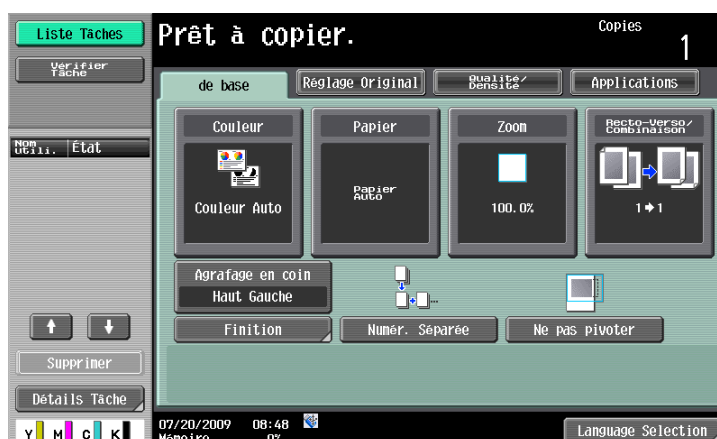 Liste Tâches
Prêt à copier.
Copies
1
Vérifier
Tâche
de base
Réglage Original
Qualité/
Densité
Applications
Nom
Utili.
État
Couleur
Papier
Zoom
Recto-Verso/
Combinaison
Couleur Auto
Papier
Auto
100.0%
1➔1
Agrafage en coin
Haut Gauche
Finition
Numér. Séparée
Ne pas pivoter
Supprimer
Détails Tâche
Y M C K
07/20/2009 08:48
Mémoire 0%
Language Selection